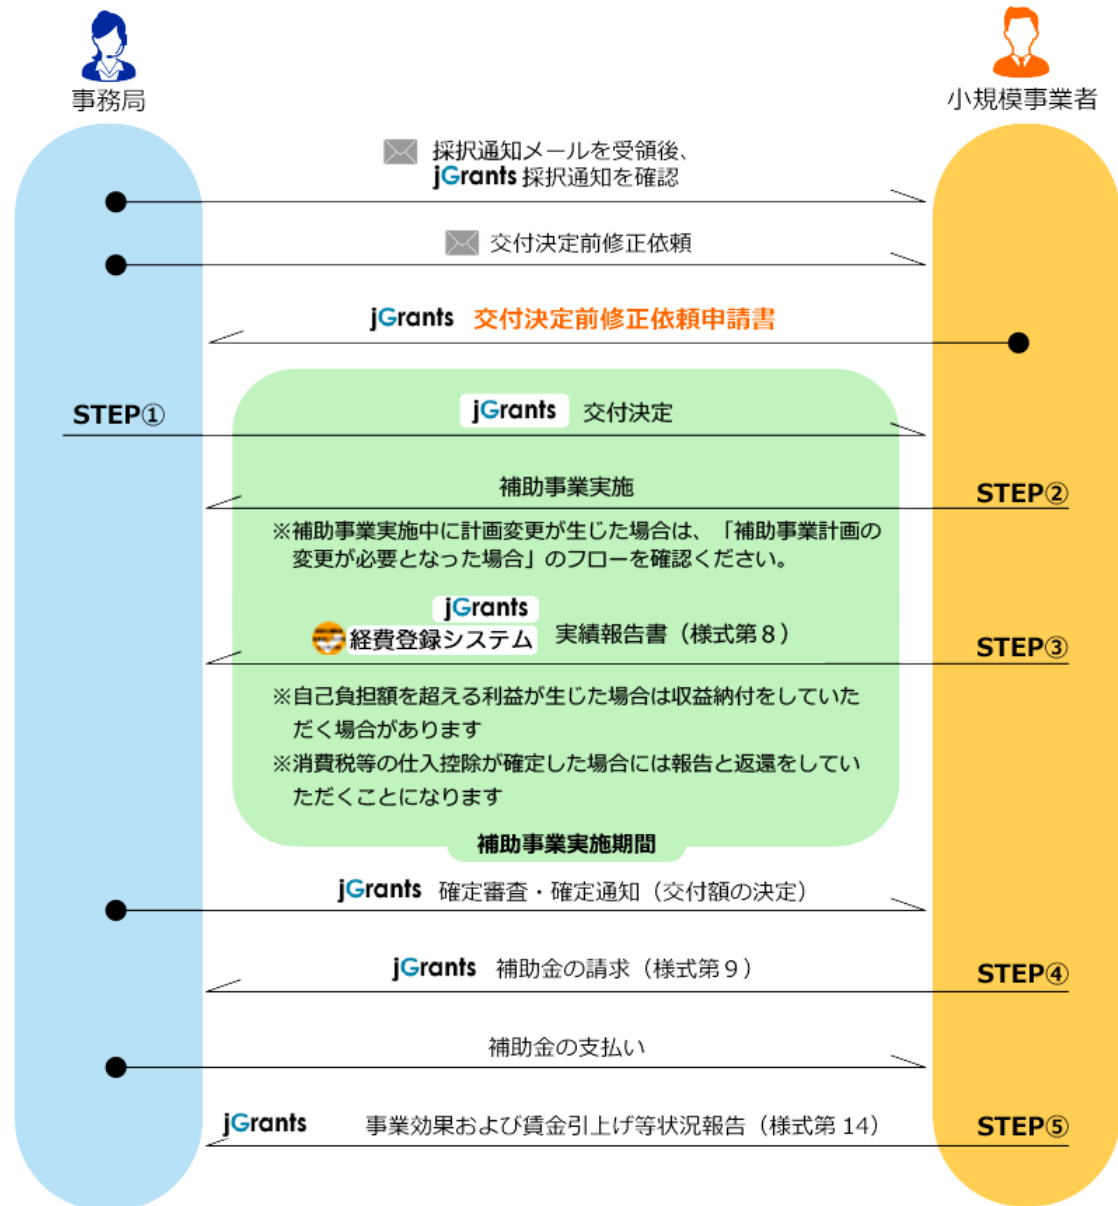 事務局
小規模事業者
採択通知メールを受領後、
jGrants 採択通知を確認
交付決定前修正依頼
jGrants 交付決定前修正依頼申請書
STEP①
jGrants 交付決定
補助事業実施
STEP②
※補助事業実施中に計画変更が生じた場合は、「補助事業計画の
変更が必要となった場合」のフローを確認ください。
jGrants
経費登録システム 実績報告書（様式第８）
STEP③
※自己負担額を超える利益が生じた場合は収益納付をしていた
だく場合があります
※消費税等の仕入控除が確定した場合には報告と返還をしてい
ただくことになります
補助事業実施期間
jGrants 確定審査・確定通知（交付額の決定）
jGrants 補助金の請求（様式第９）
STEP④
補助金の支払い
jGrants 事業効果および賃金引上げ等状況報告（様式第 14）
STEP⑤